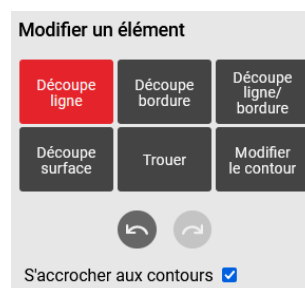 Modifier un élément
Découpe
ligne
Découpe
bordure
Découpe
ligne/
bordure
Découpe
surface
Trouer
Modifier
le contour
S'accrocher aux contours